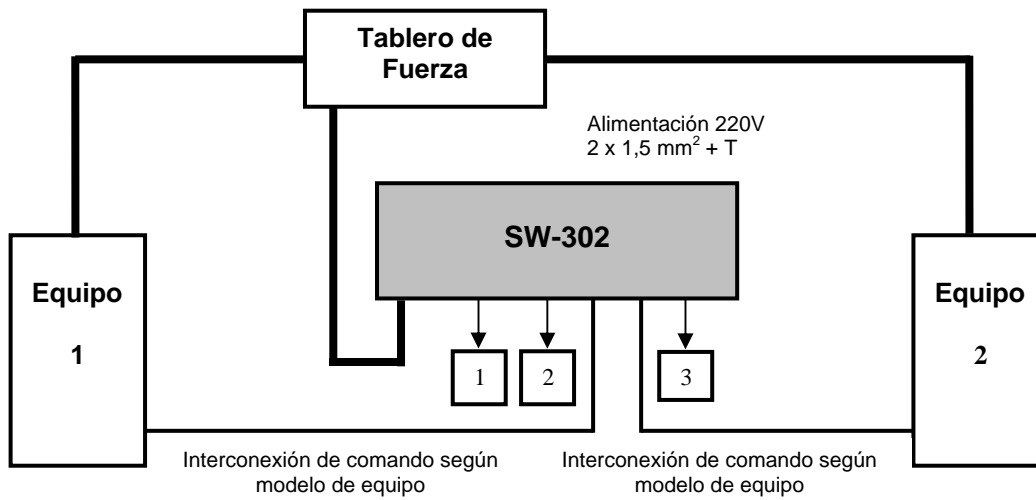 Tablero de
Fuerza
Alimentación 220V
2 x 1,5 mm² + T
SW-302
Equipo
1
Equipo
2
1
2
3
Interconexión de comando según
modelo de equipo
Interconexión de comando según
modelo de equipo